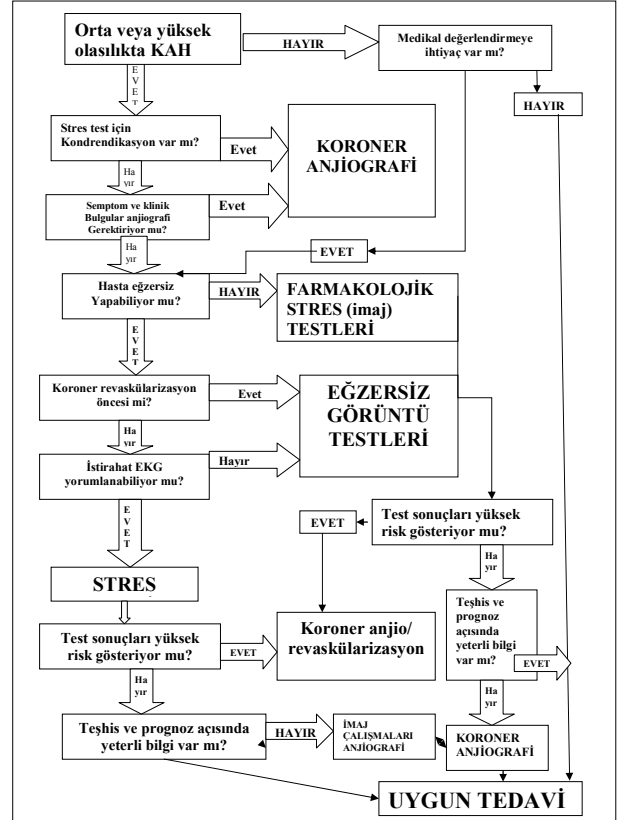 Orta veya yüksek
olasılıkta KAH
HAYIR
Medikal değerlendirmeye
ihtiyaç var mı?
E
V
E
T
HAYIR
Stres test için
Kondrendikasyon var mı?
Evet
KORONER
ANJİOGRAFİ
Ha
yır
Semptom ve klinik
Bulgular anjiografi
Gerektiriyor mu?
Evet
Ha
yır
EVET
Hasta eğzersiz
Yapabiliyor mu?
HAYIR
FARMAKOLOJİK
STRES (imaj)
TESTLERİ
E
V
E
T
Koroner revaskülarizasyon
öncesi mi?
Evet
EĞZERSİZ
GÖRÜNTÜ
TESTLERİ
Ha
yır
İstirahat EKG
yorumlanabiliyor mu?
Hayır
E
V
E
T
EVET
Test sonuçları yüksek
risk gösteriyor mu?
Ha
yır
STRES
Teşhis ve
prognoz
açısında
yeterli bilgi
var mı?
EVET
Test sonuçları yüksek
risk gösteriyor mu?
EVET
Koroner anjio/
revaskülarizasyon
Ha
yır
Ha
yır
Teşhis ve prognoz açısında
yeterli bilgi var mı?
HAYIR
İMAJ
ÇALIŞMALARI
ANJİOGRAFİ
KORONER
ANJİOGRAFİ
UYGUN TEDAVİ